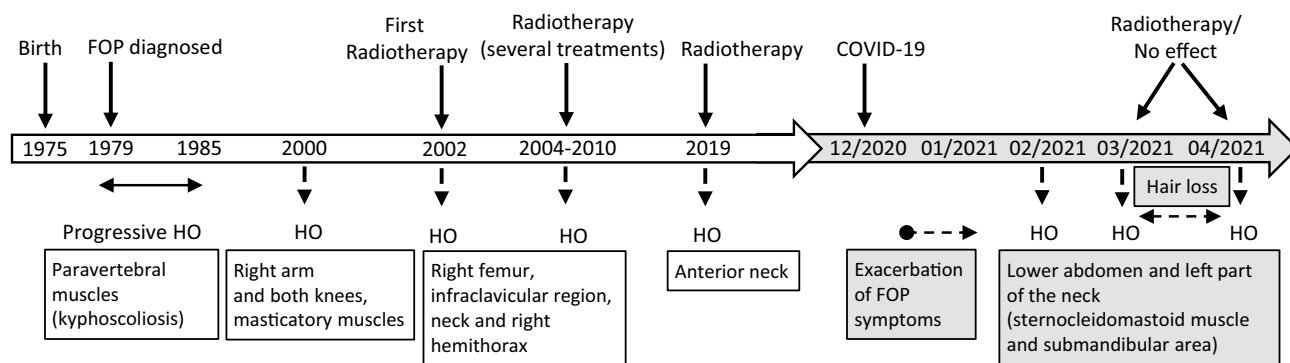 Birth
FOP diagnosed
First
Radiotherapy
Radiotherapy
(several treatments)
Radiotherapy
COVID-19
Radiotherapy/
No effect
1975
1979
1985
2000
2002
2004-2010
2019
12/2020
01/2021
02/2021
03/2021
04/2021
Hair loss
Progressive HO
HO
HO
HO
HO
HO
HO
HO
Paravertebral
muscles
(kyphoscoliosis)
Right arm
and both knees,
masticatory muscles
Right femur,
infraclavicular region,
neck and right
hemithorax
Anterior neck
Exacerbation
of FOP
symptoms
Lower abdomen and left part
of the neck
(sternocleidomastoid muscle
and submandibular area)